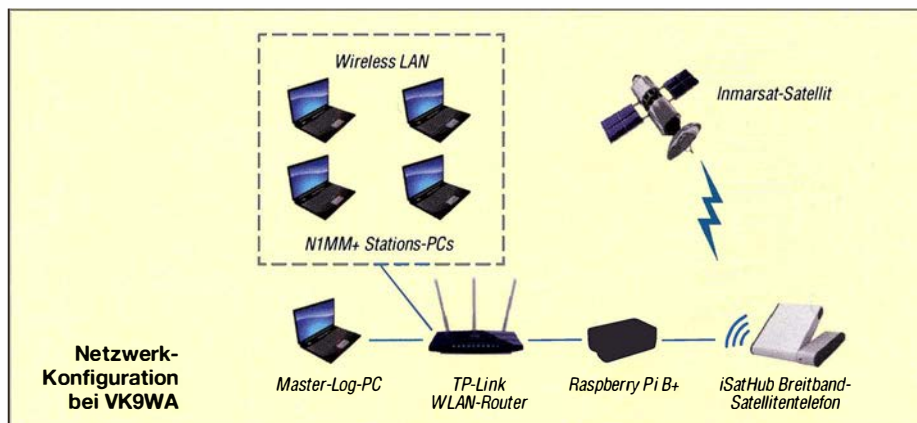 Wireless LAN
Inmarsat-Satellit
N1MM+ Stations-PCs
Netzwerk-
Konfiguration
bei VK9WA
Master-Log-PC
TP-Link
WLAN-Router
Raspberry Pi B+
iSatHub Breitband-
Satellitentelefon